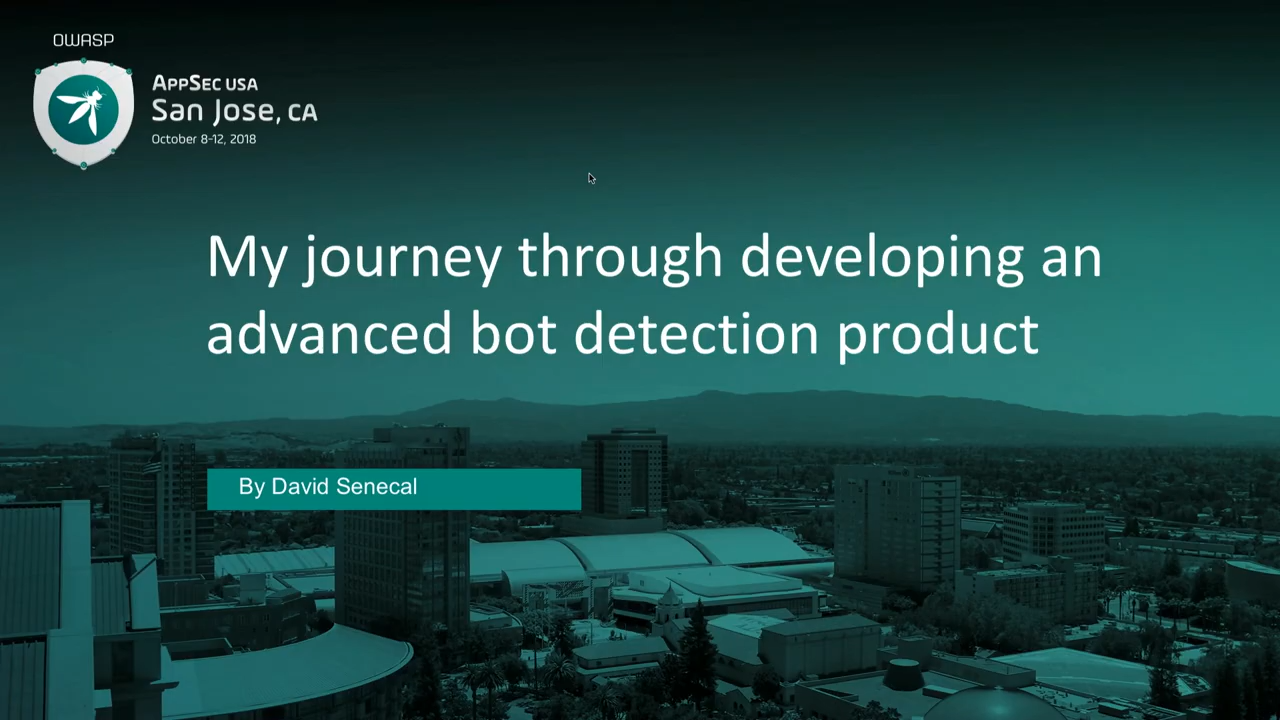 OWASP
APPSEC USA
San Jose, CA
October 8-12, 2018
My journey through developing an
advanced bot detection product
By David Senecal